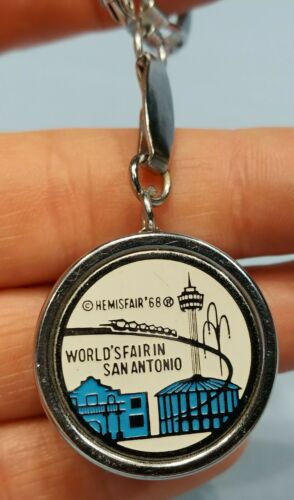 © HEMISFAIR '68 ®
WORLD'S FAIR IN
SAN ANTONIO